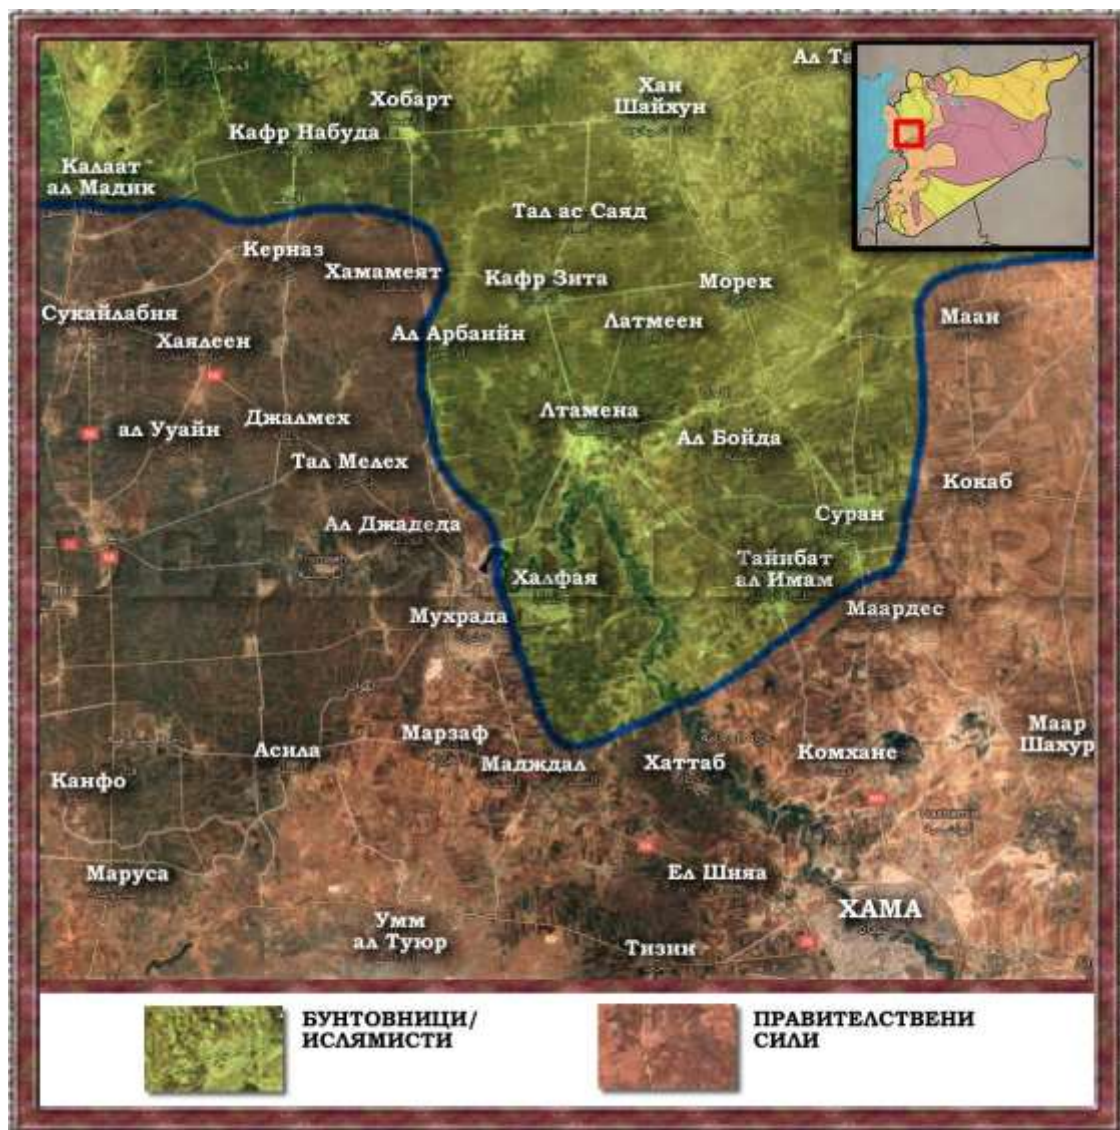 Ал Та
Хан
Шайхун
Хобарт
Кафр Набуда
Калаат
ал Мадик
Тал ас Саяд
Керназ
Хамамеят
Кафр Зита
Морек
Сукайлабия
Хаялеен
Ал Арбанйн
Латмеен
Маан
Лтамена
ал Ууайн
Джалмех
Ал Бойда
Тал Мелех
Кокаб
Ал Джадеда
Суран
Халфая
Тайибат
ал Имам
Мухрада
Маардес
Марзаф
Асила
Мадждал
Хаттаб
Комхане
Маар
Шахур
Канфо
Маруса
Ел Шияа
ХАМА
Умм
ал Туюр
Тизин
БУНТОВНИЦИ/
ИСЛЯМИСТИ
ПРАВИТЕЛСТВЕНИ
СИЛИ